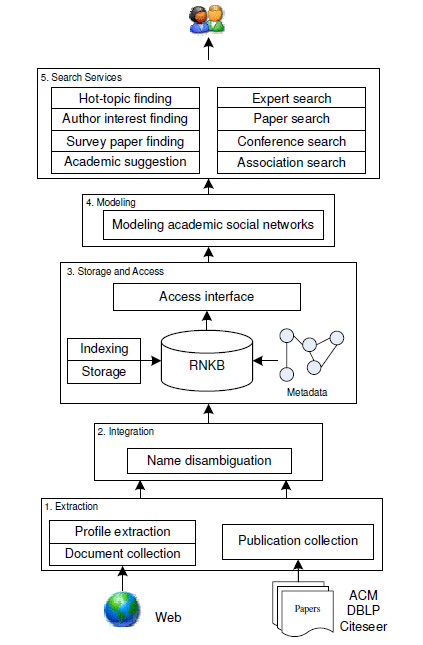 5. Search Services
Hot-topic finding
Author interest finding
Survey paper finding
Academic suggestion
Expert search
Paper search
Conference search
Association search
4. Modeling
Modeling academic social networks
3. Storage and Access
Access interface
Indexing
Storage
RNKB
Metadata
2. Integration
Name disambiguation
1. Extraction
Profile extraction
Document collection
Publication collection
Web
Papers
ACM
DBLP
Citeseer